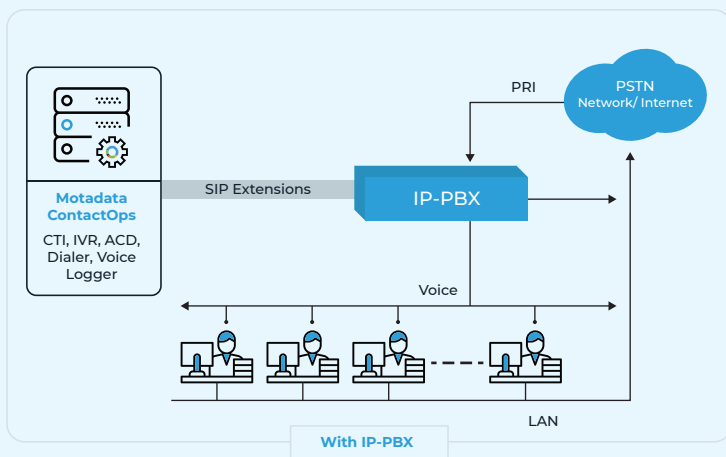 PRI
PSTN
Network/ Internet
SIP Extensions
IP-PBX
Motadata
ContactOps
CTI, IVR, ACD,
Dialer, Voice
Logger
Voice
LAN
With IP-PBX